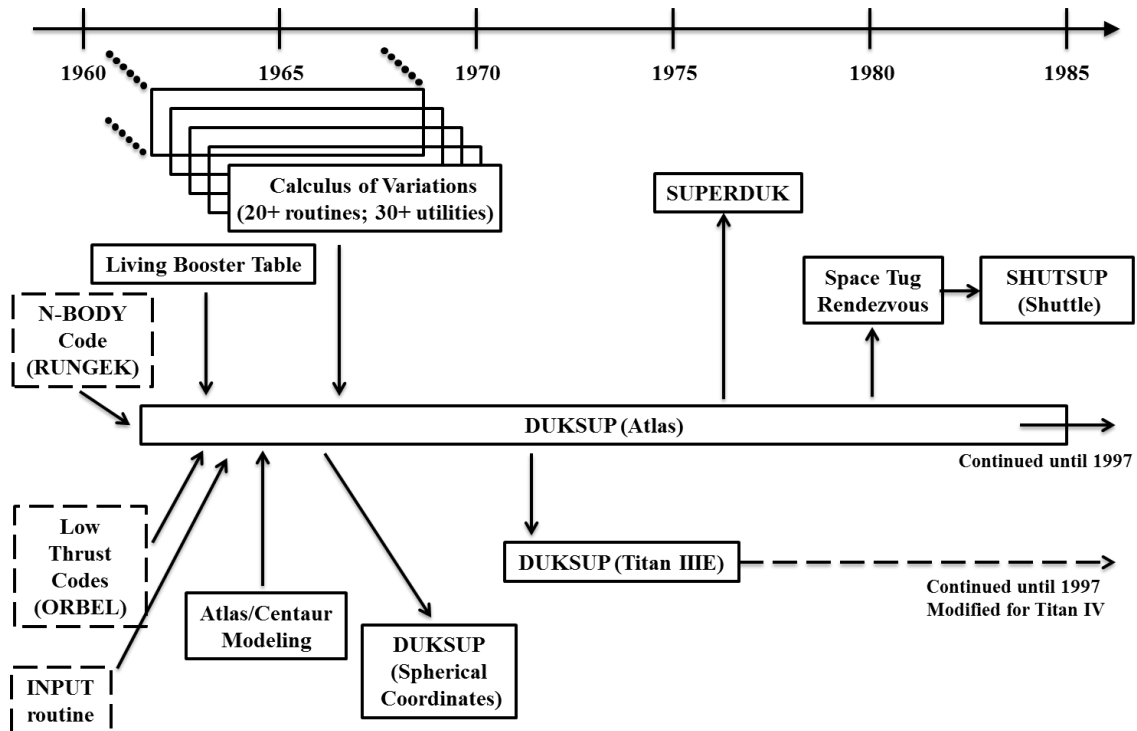 1960
1965
1970
1975
1980
1985
Calculus of Variations
(20+ routines; 30+ utilities)
SUPERDUK
Living Booster Table
Space Tug
Rendezvous
SHUTSUP
(Shuttle)
N-BODY
Code
(RUNGEK)
DUKSUP (Atlas)
Continued until 1997
Low
Thrust
Codes
(ORBEL)
DUKSUP (Titan IIIE)
Continued until 1997
Modified for Titan IV
Atlas/Centaur
Modeling
DUKSUP
(Spherical
Coordinates)
INPUT
routine